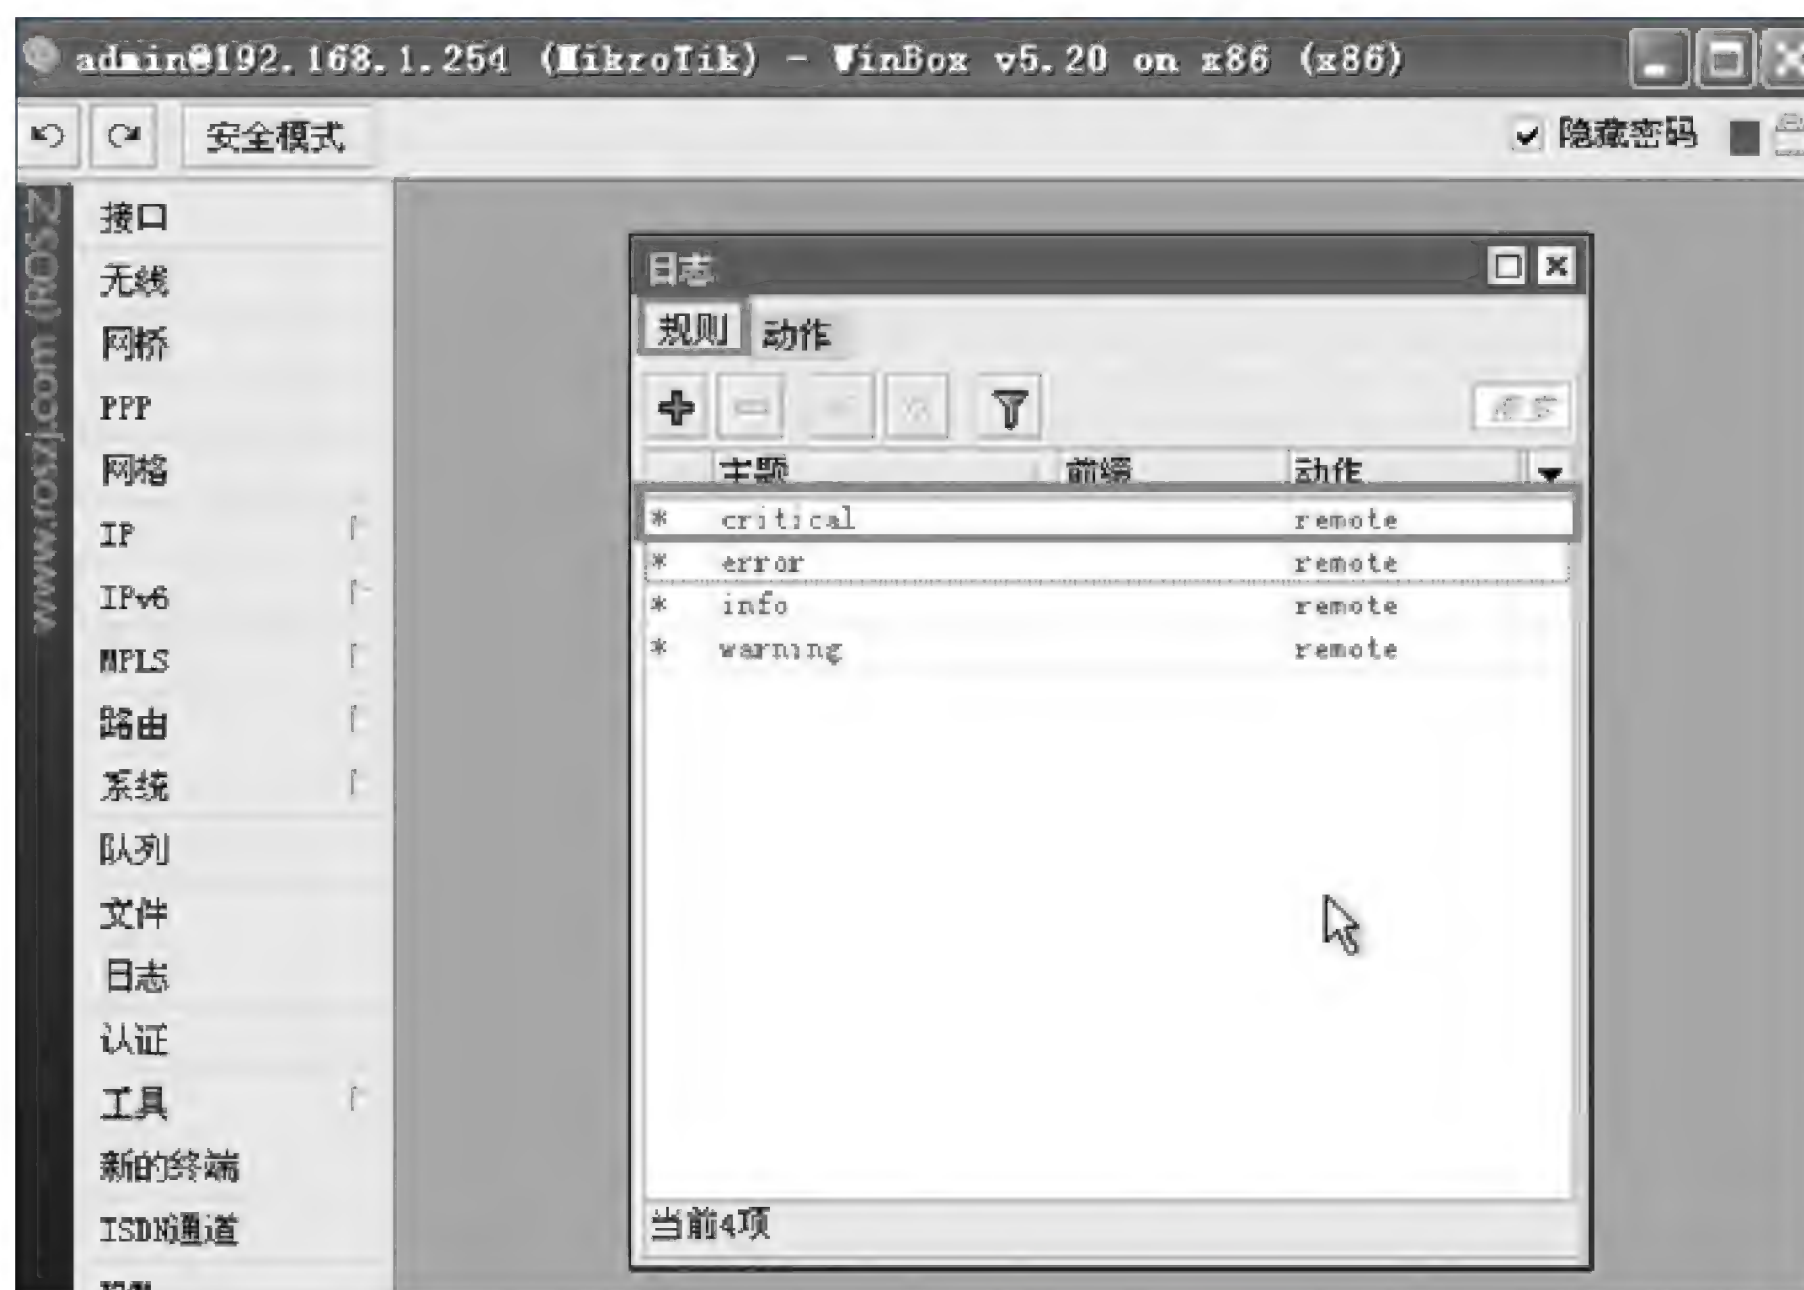 admin@192.168.1.254 (MikroTik) - WinBox v5.20 on x86 (x86)
安全模式
隐藏密码
www.roszj.com (ROS之
接口
无线
网桥
PPP
网格
IP
IPv6
MPLS
路由
系统
队列
文件
日志
认证
工具
新的终端
ISDN通道
日志
规则 动作
主题 前缀 动作
* critical remote
* error remote
* info remote
* warning remote
当前4项